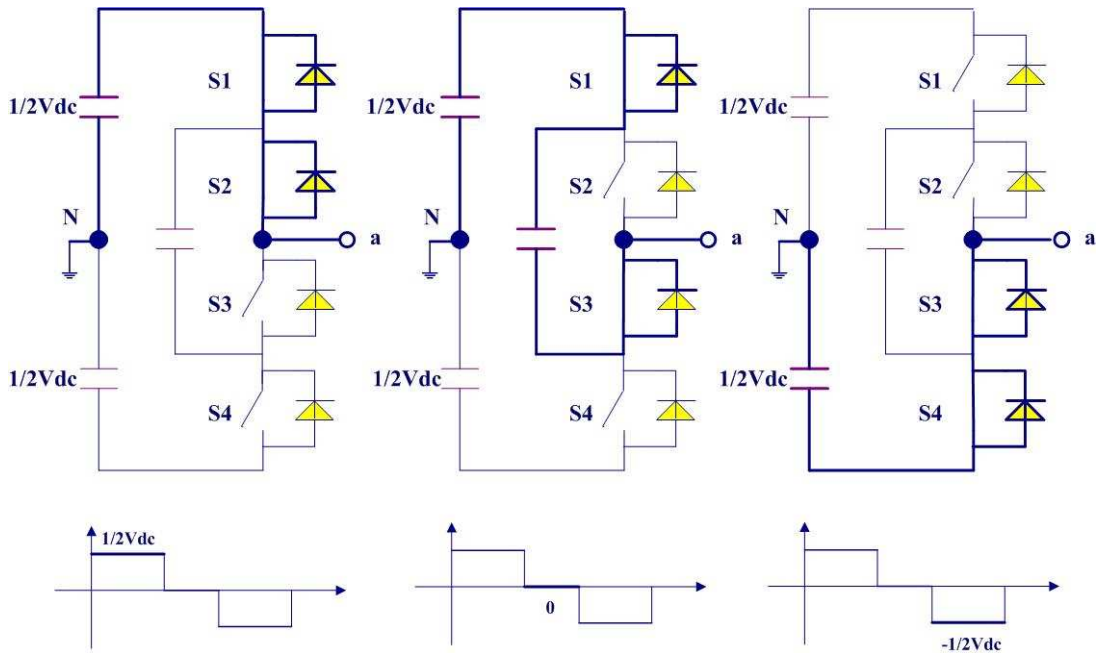 S1
1/2Vdc
S2
N
a
S3
1/2Vdc
S4
1/2Vdc
S1
1/2Vdc
S2
N
a
S3
1/2Vdc
S4
0
S1
1/2Vdc
S2
N
a
S3
1/2Vdc
S4
-1/2Vdc